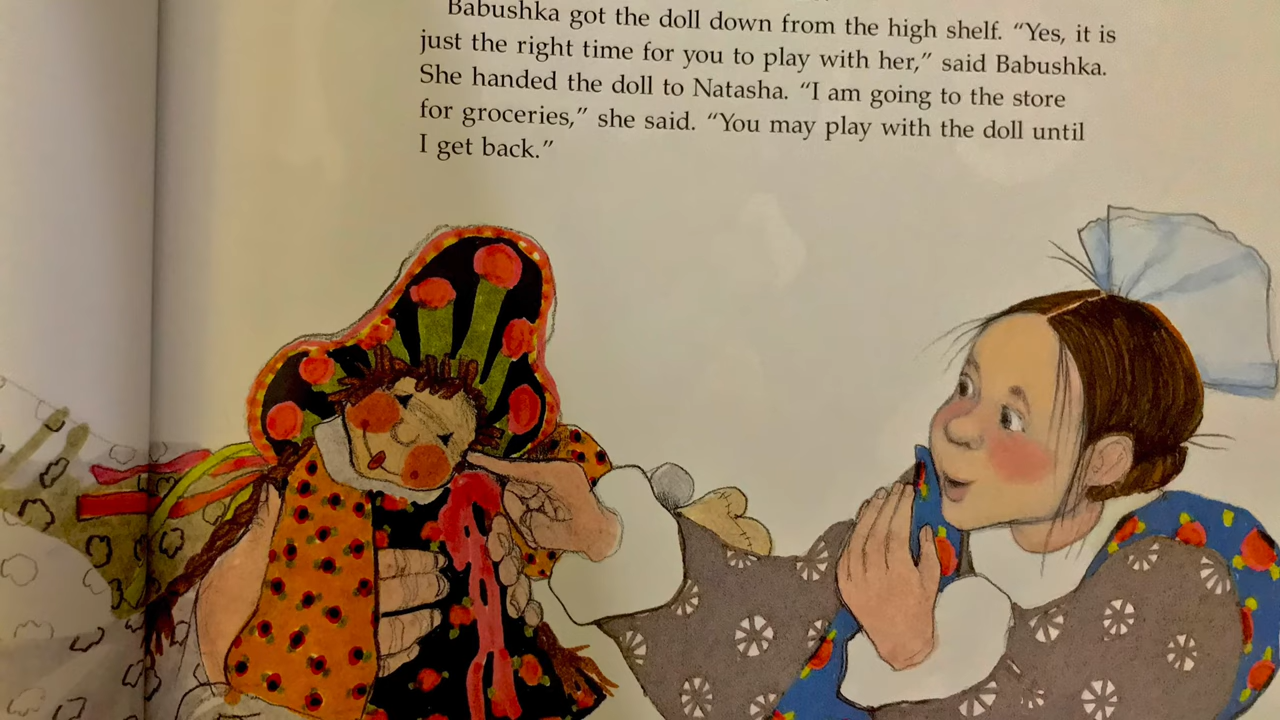 Babushka got the doll down from the high shelf. “Yes, it is
just the right time for you to play with her,” said Babushka.
She handed the doll to Natasha. “I am going to the store
for groceries,” she said. “You may play with the doll until
I get back.”